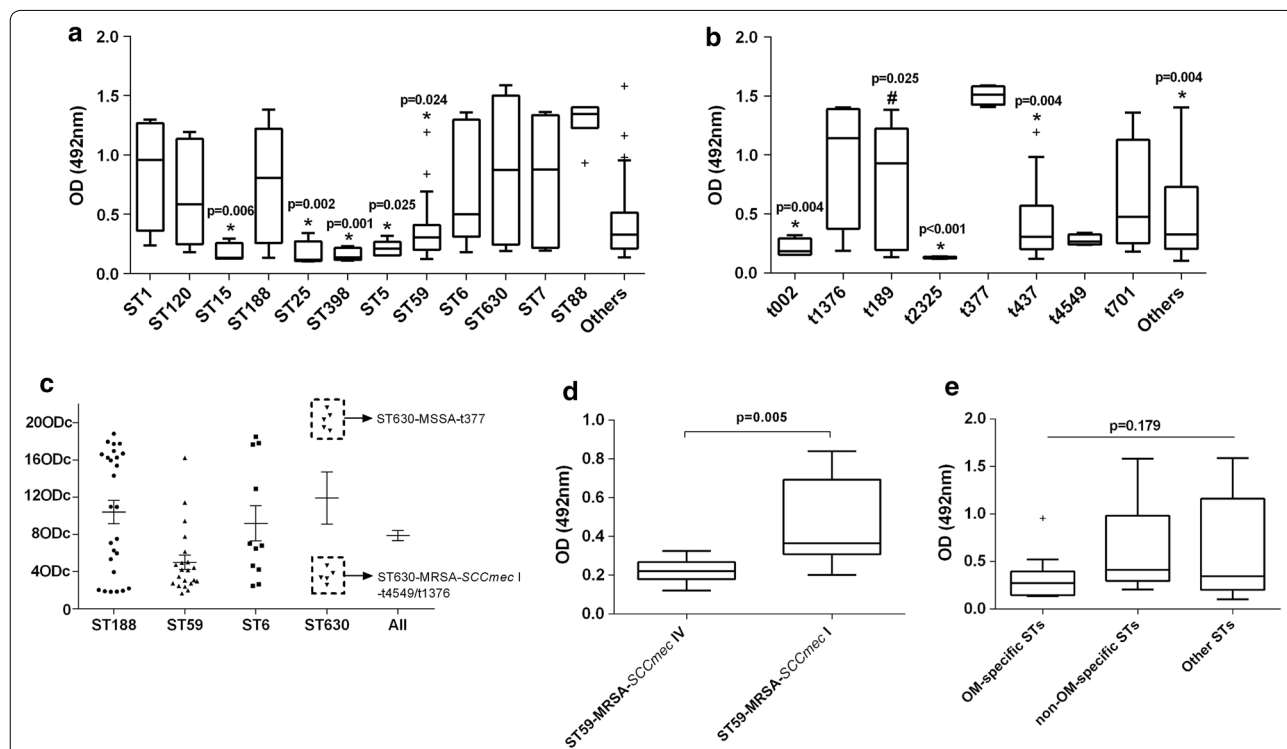 a
2.0
1.5
1.0
0.5
0.0
OD (492nm)
p=0.006
*
p=0.002
*
p=0.001
*
p=0.025
*
p=0.024
*
+
+
+
+
+
ST1
ST120
ST15
ST188
ST25
ST398
ST5
ST59
ST6
ST630
ST7
ST88
Others
b
2.0
1.5
1.0
0.5
0.0
OD (492nm)
p=0.004
*
p=0.025
#
p<0.001
*
p=0.004
*
+
p=0.004
*
t002
t1376
t189
t2325
t377
t437
t4549
t701
Others
c
20ODc
16ODc
12ODc
8ODc
4ODc
0
ST630-MSSA-t377
ST630-MRSA-SCCmec I
-t4549/t1376
ST188
ST59
ST6
ST630
All
d
1.0
0.8
0.6
0.4
0.2
0.0
OD (492nm)
p=0.005
ST59-MRSA-SCCmec IV
ST59-MRSA-SCCmec I
e
2.0
1.5
1.0
0.5
0.0
OD (492nm)
p=0.179
+
OM-specific STs
non-OM-specific STs
Other STs